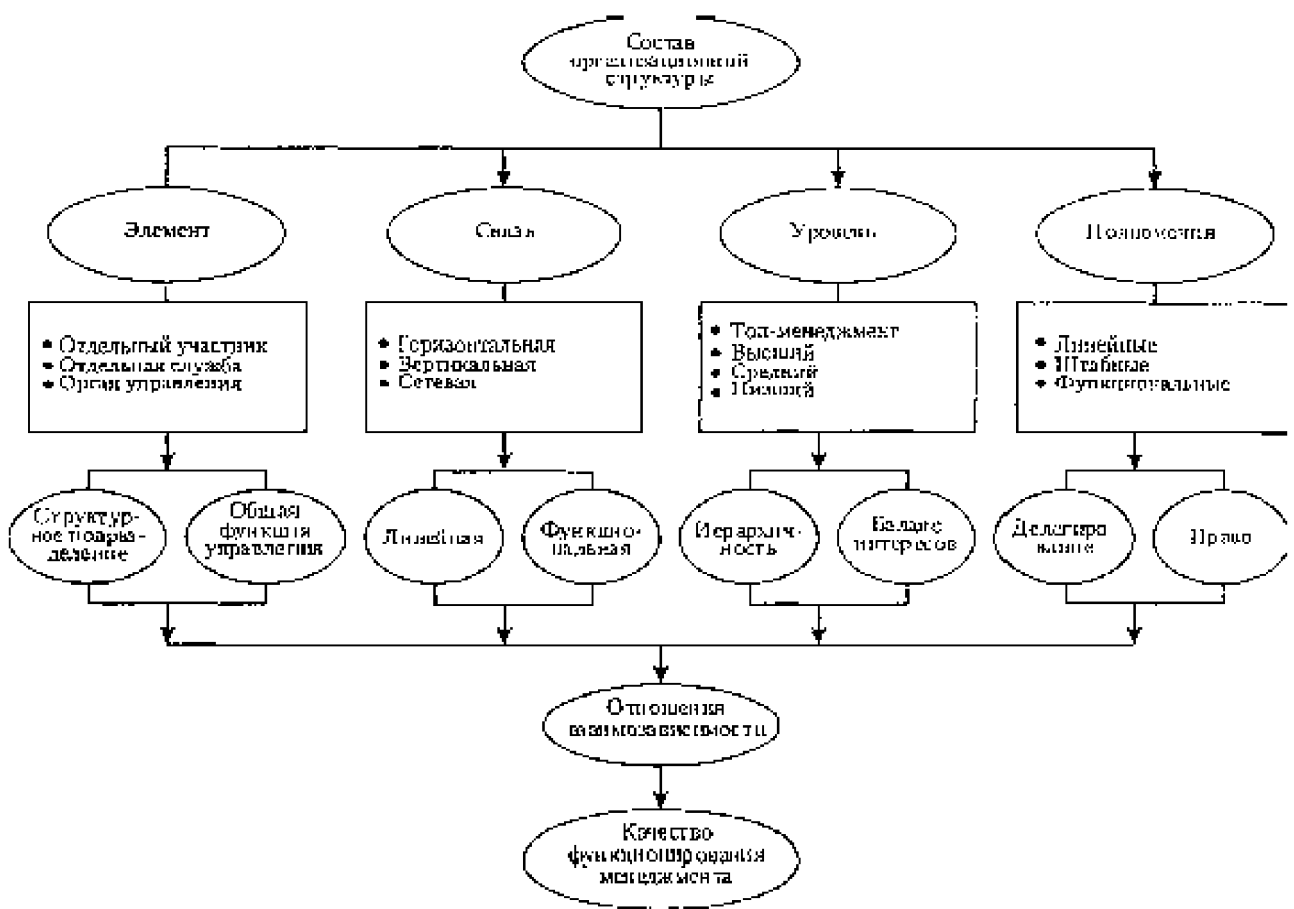 Состав
организационной
структуры
Элемент
Связь
Уровень
Полномочия
• Отдельный участник
• Отдельная служба
• Орган управления
• Горизонтальная
• Вертикальная
• Сетевая
• Топ-менеджмент
• Высший
• Средний
• Низший
• Линейные
• Штабные
• Функциональные
Структур-
ное подраз-
деление
Общая
функция
управления
Линейная
Функцио-
нальная
Иерархич-
ность
Баланс
интересов
Делегиро
вание
Право
Отношения
взаимозависимости
Качество
функционирования
менеджмента